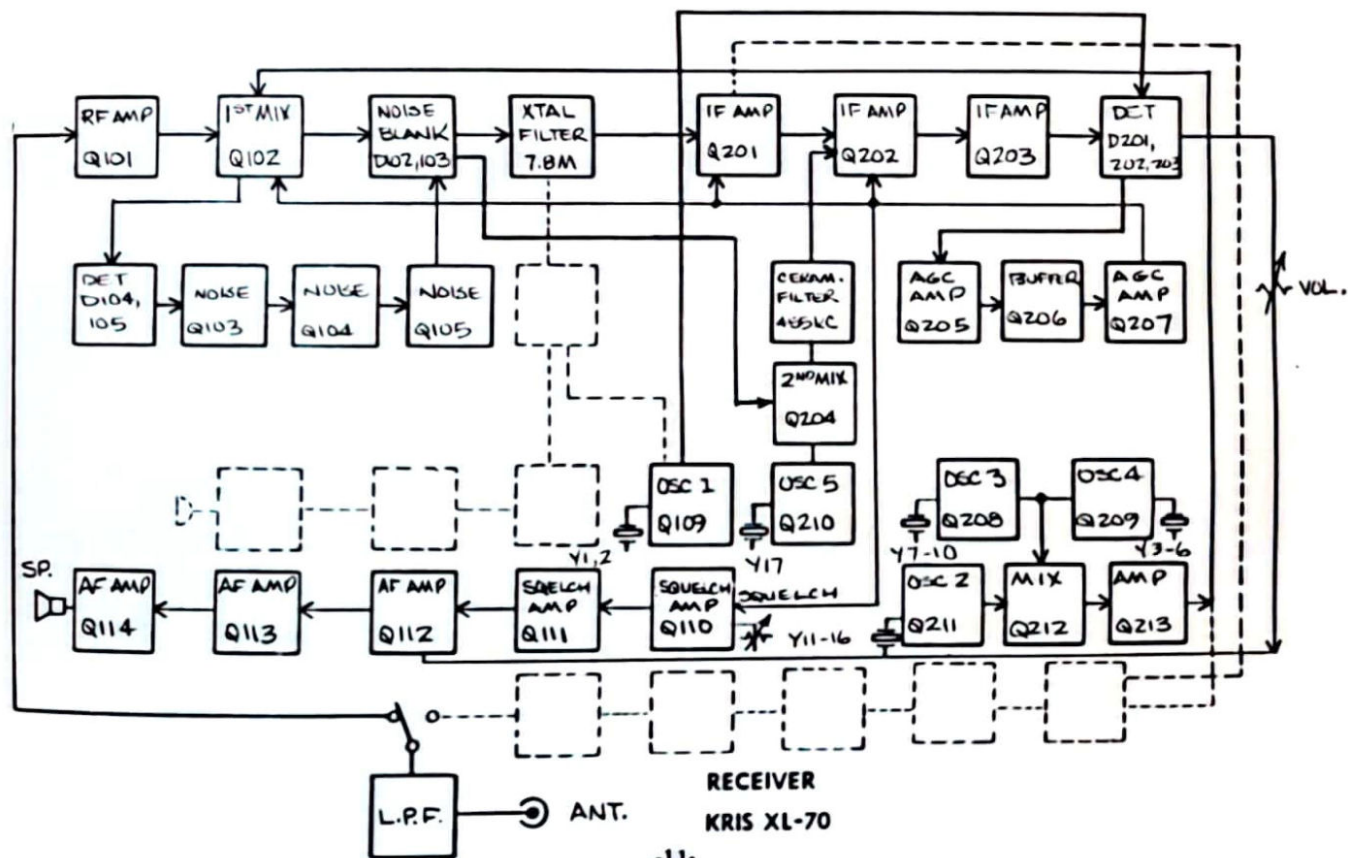 RF AMP
Q101
1ST MIX
Q102
NOISE
BLANK
D102,103
XTAL
FILTER
7.8M
IF AMP
Q201
IF AMP
Q202
IF AMP
Q203
DET
D201,
202,203
DET
D104,
105
NOISE
Q103
NOISE
Q104
NOISE
Q105
CERAM.
FILTER
455KC
AGC
AMP
Q205
BUFFER
Q206
AGC
AMP
Q207
VOL.
2ND MIX
Q204
OSC 1
Q109
Y1,2
OSC 5
Q210
Y17
OSC 3
Q208
Y7-10
OSC 4
Q209
Y3-6
SP.
AF AMP
Q114
AF AMP
Q113
AF AMP
Q112
SQELCH
AMP
Q111
SQUELCH
AMP
Q110
SQUELCH
Y11-16
OSC 2
Q211
MIX
Q212
AMP
Q213
L.P.F.
ANT.
RECEIVER
KRIS XL-70
-11-